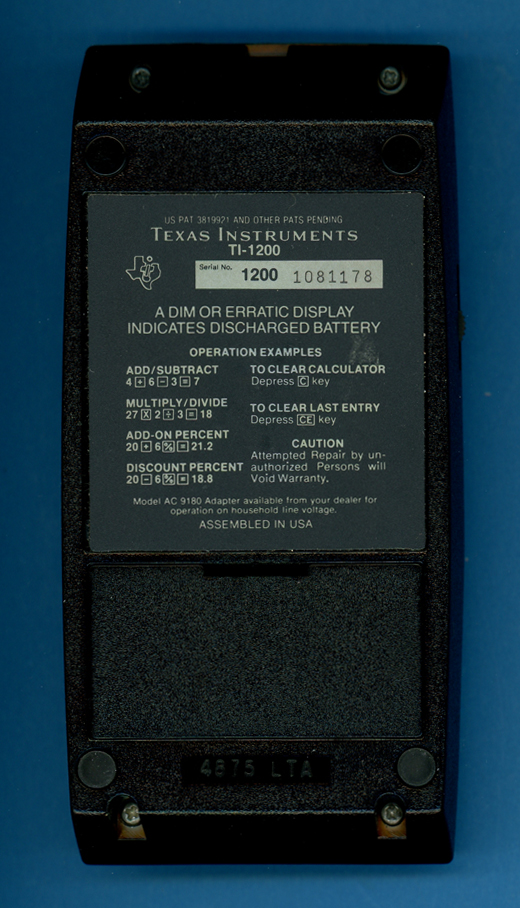 US PAT 3819921 AND OTHER PATS PENDING
TEXAS INSTRUMENTS
TI-1200
Serial No. 1200 1081178
A DIM OR ERRATIC DISPLAY
INDICATES DISCHARGED BATTERY
OPERATION EXAMPLES
ADD/SUBTRACT
4 + 6 − 3 = 7
MULTIPLY/DIVIDE
27 X 2 ÷ 3 = 18
ADD-ON PERCENT
20 + 6 % = 21.2
DISCOUNT PERCENT
20 − 6 % = 18.8
TO CLEAR CALCULATOR
Depress C key
TO CLEAR LAST ENTRY
Depress CE key
CAUTION
Attempted Repair by un-
authorized Persons will
Void Warranty.
Model AC 9180 Adapter available from your dealer for
operation on household line voltage.
ASSEMBLED IN USA
4875 LTA